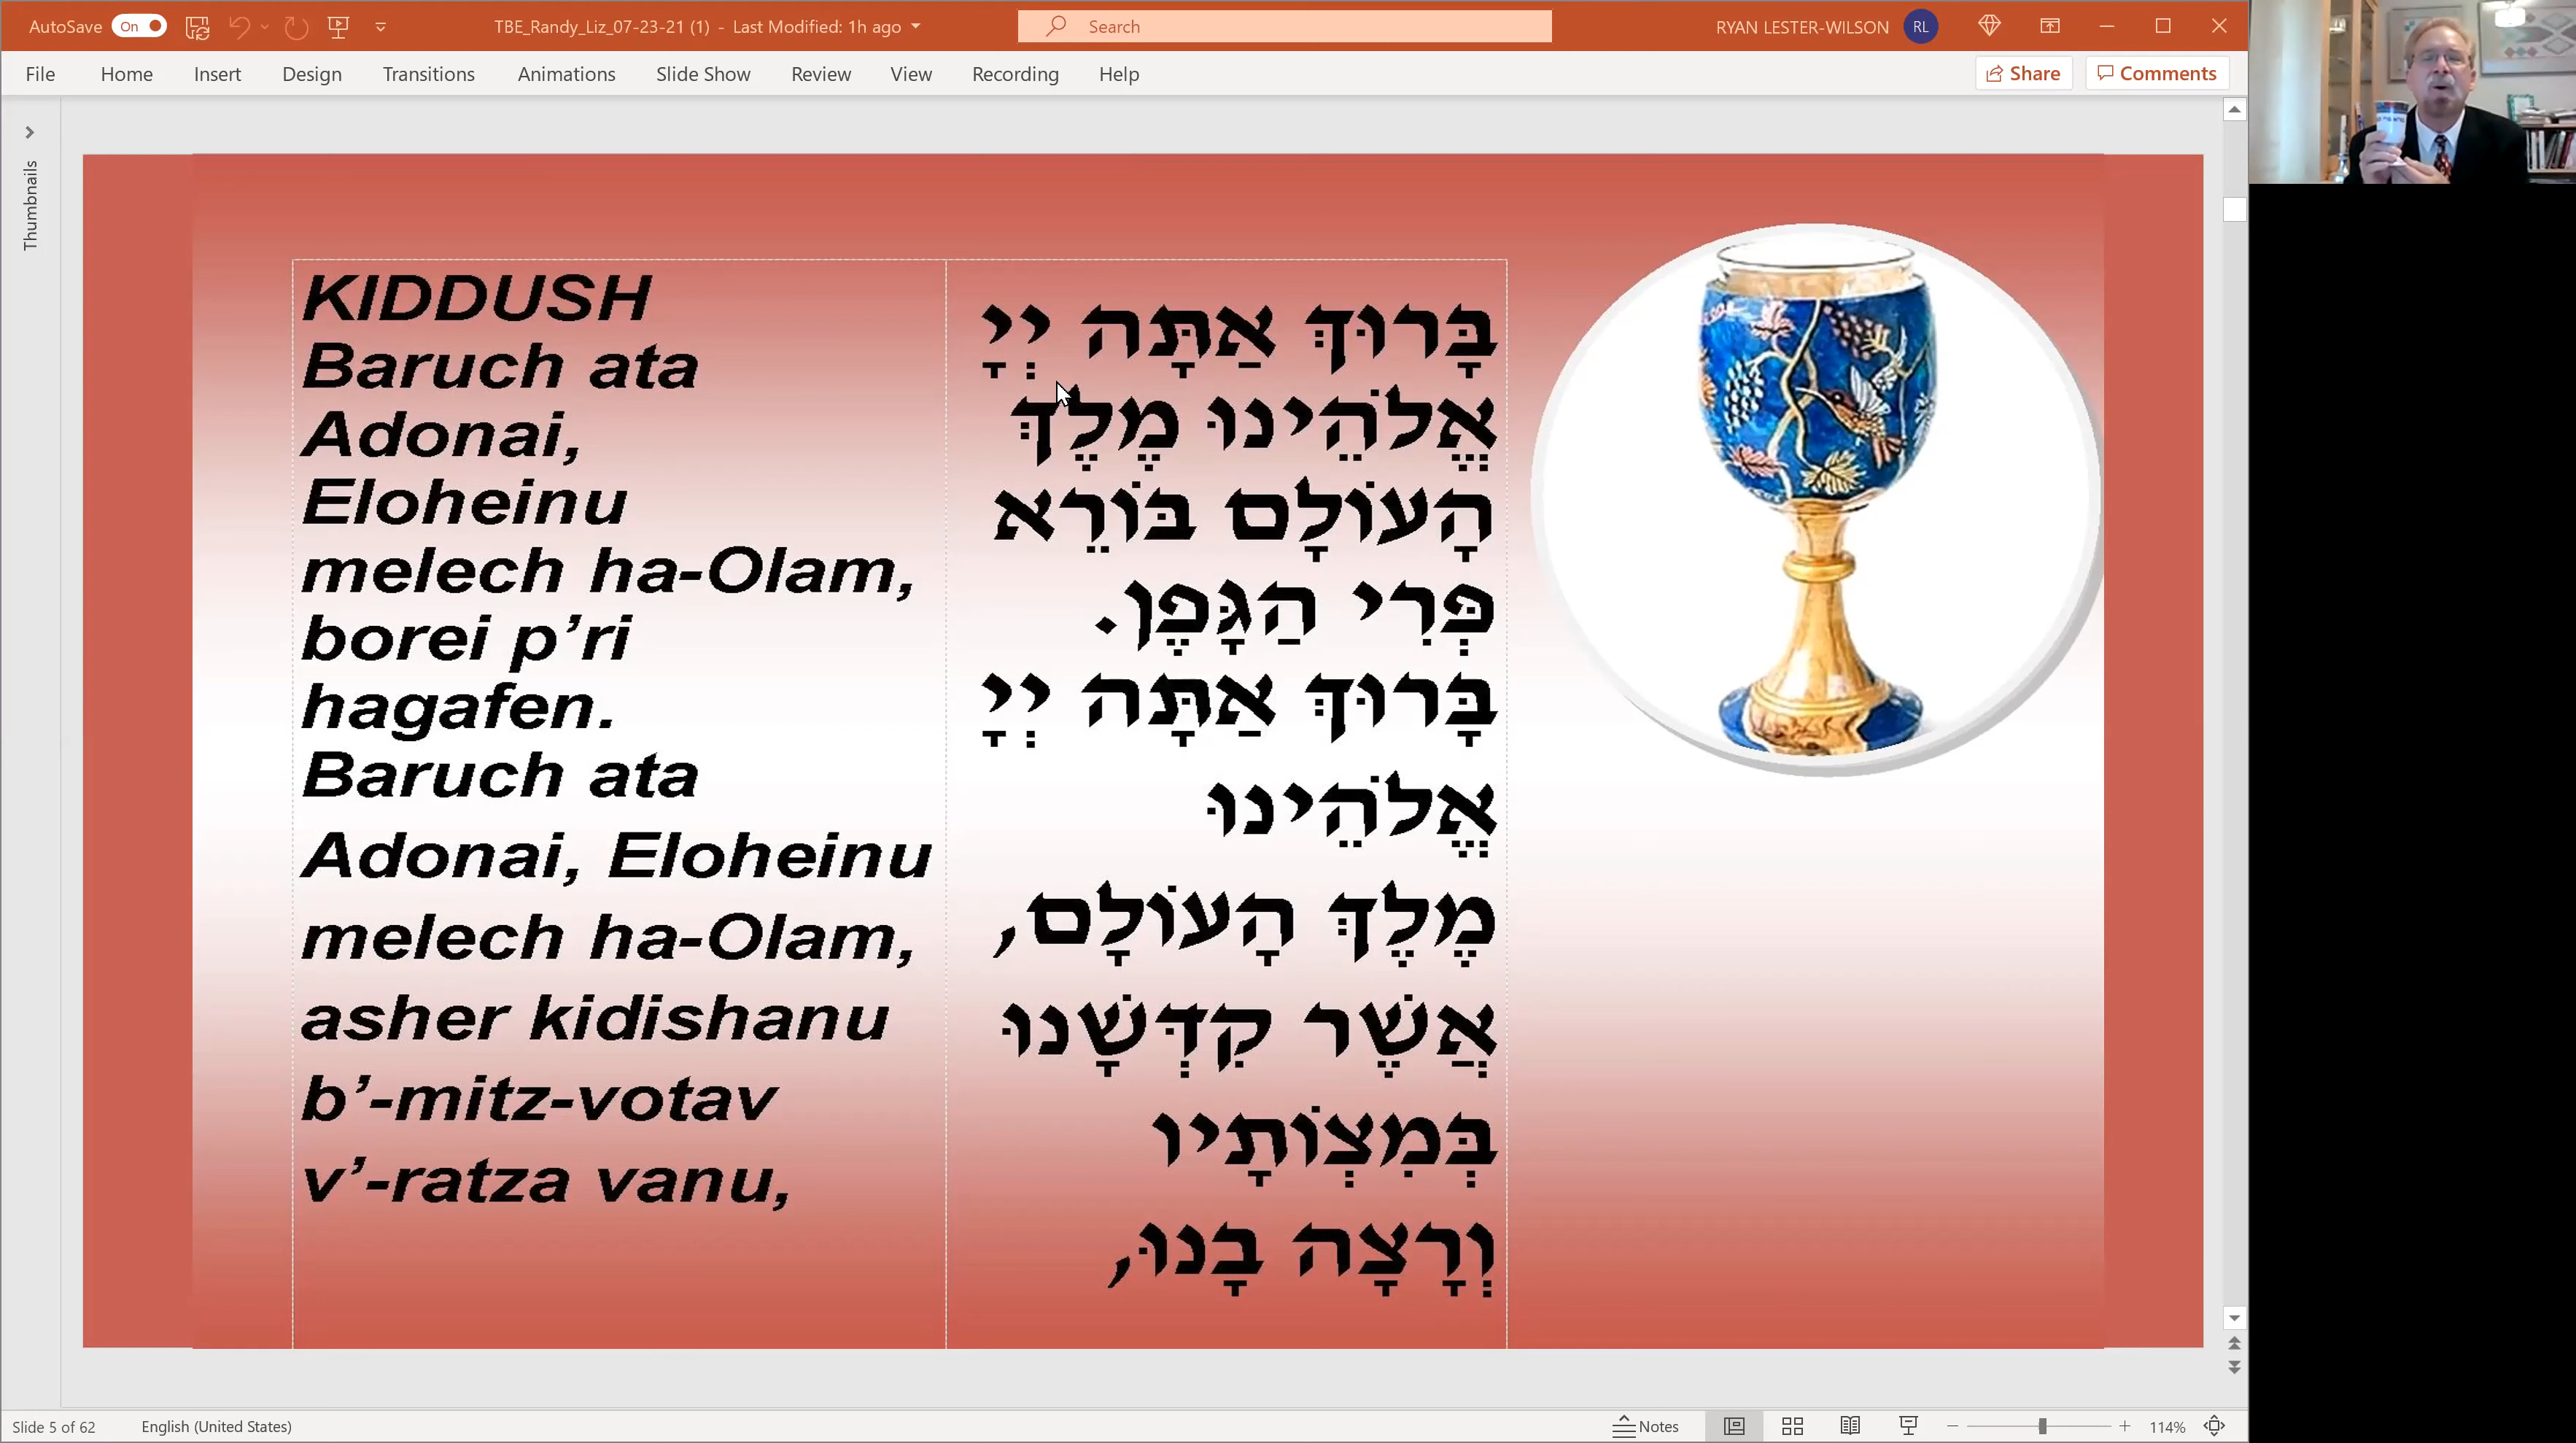 AutoSave On TBE_Randy_Liz_07-23-21 (1) - Last Modified: 1h ago Search RYAN LESTER-WILSON RL
File Home Insert Design Transitions Animations Slide Show Review View Recording Help Share Comments
Thumbnails
KIDDUSH
Baruch ata
Adonai,
Eloheinu
melech ha-Olam,
borei p’ri
hagafen.
Baruch ata
Adonai, Eloheinu
melech ha-Olam,
asher kidishanu
b’-mitz-votav
v’-ratza vanu,
בָּרוּךְ אַתָּה יְיָ
אֱלֹהֵינוּ מֶלֶךְ
הָעוֹלָם בּוֹרֵא
פְּרִי הַגָּפֶן.
בָּרוּךְ אַתָּה יְיָ
אֱלֹהֵינוּ
מֶלֶךְ הָעוֹלָם,
אֲשֶׁר קִדְּשָׁנוּ
בְּמִצְוֹתָיו
וְרָצָה בָנוּ,
Slide 5 of 62 English (United States) Notes 114%